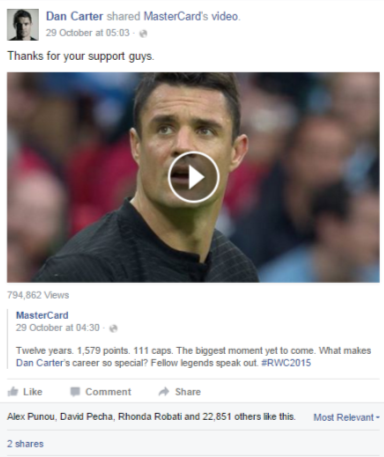 Dan Carter shared MasterCard's video.
29 October at 05:03 ·
Thanks for your support guys.
794,862 Views
MasterCard
29 October at 04:30 ·
Twelve years. 1,579 points. 111 caps. The biggest moment yet to come. What makes
Dan Carter's career so special? Fellow legends speak out. #RWC2015
Like Comment Share
Alex Punou, David Pecha, Rhonda Robati and 22,851 others like this. Most Relevant
2 shares